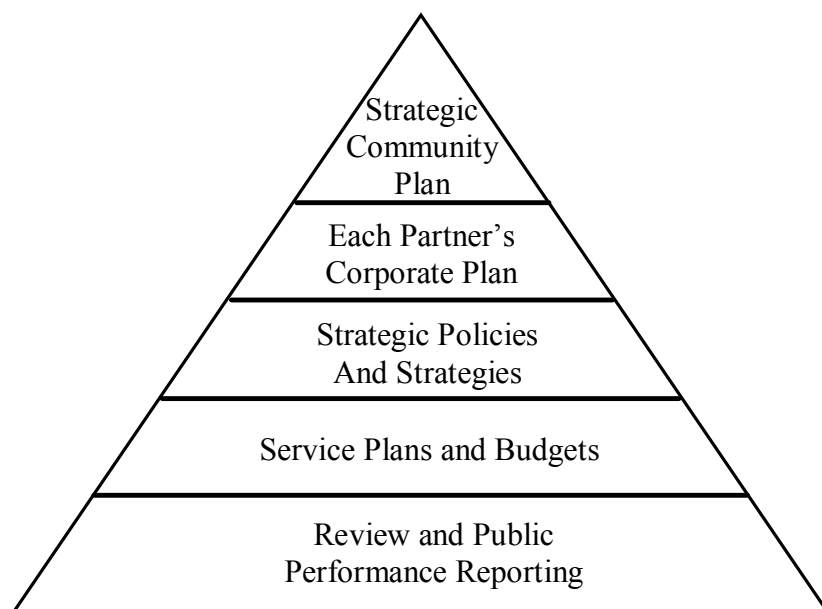 Strategic
Community
Plan
Each Partner’s
Corporate Plan
Strategic Policies
And Strategies
Service Plans and Budgets
Review and Public
Performance Reporting